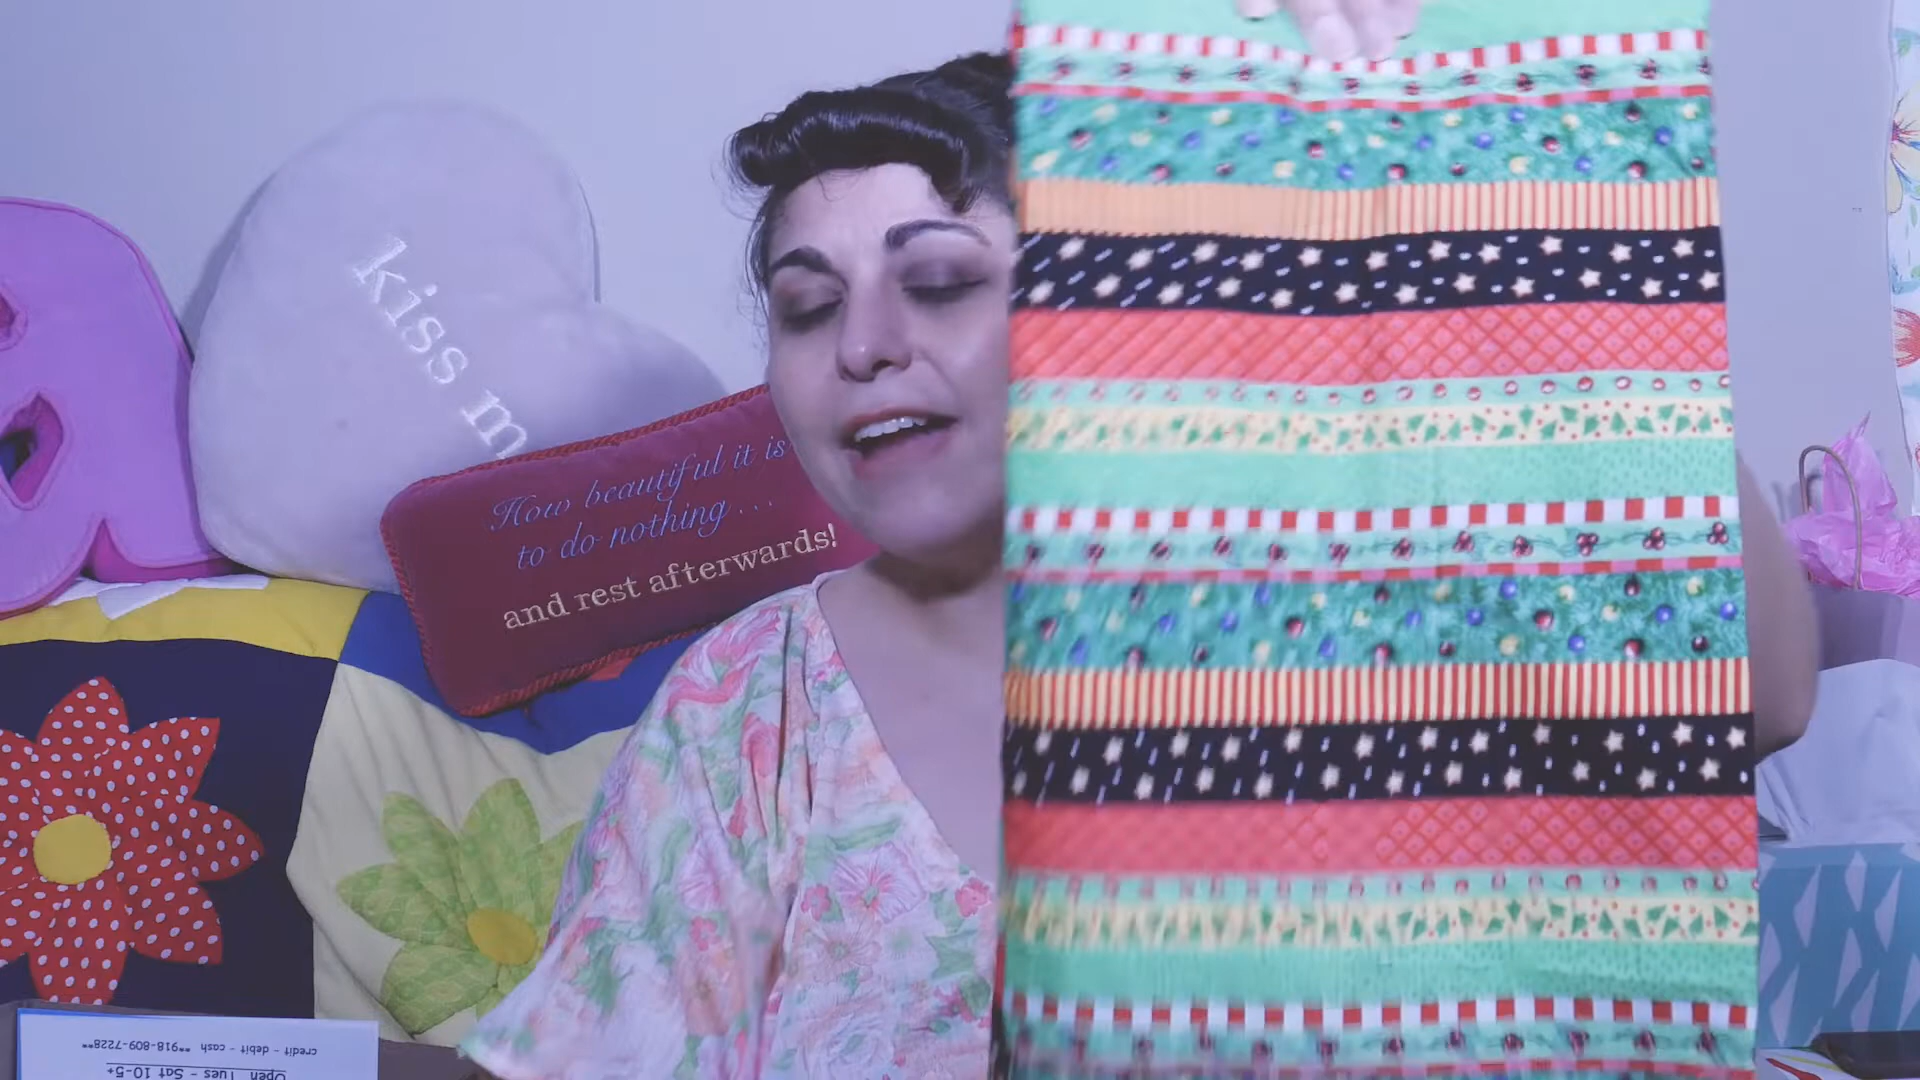 kiss m
How beautiful it is
to do nothing ...
and rest afterwards!
Open Tues - Sat 10-5+
credit - debit - cash **918-809-7228**